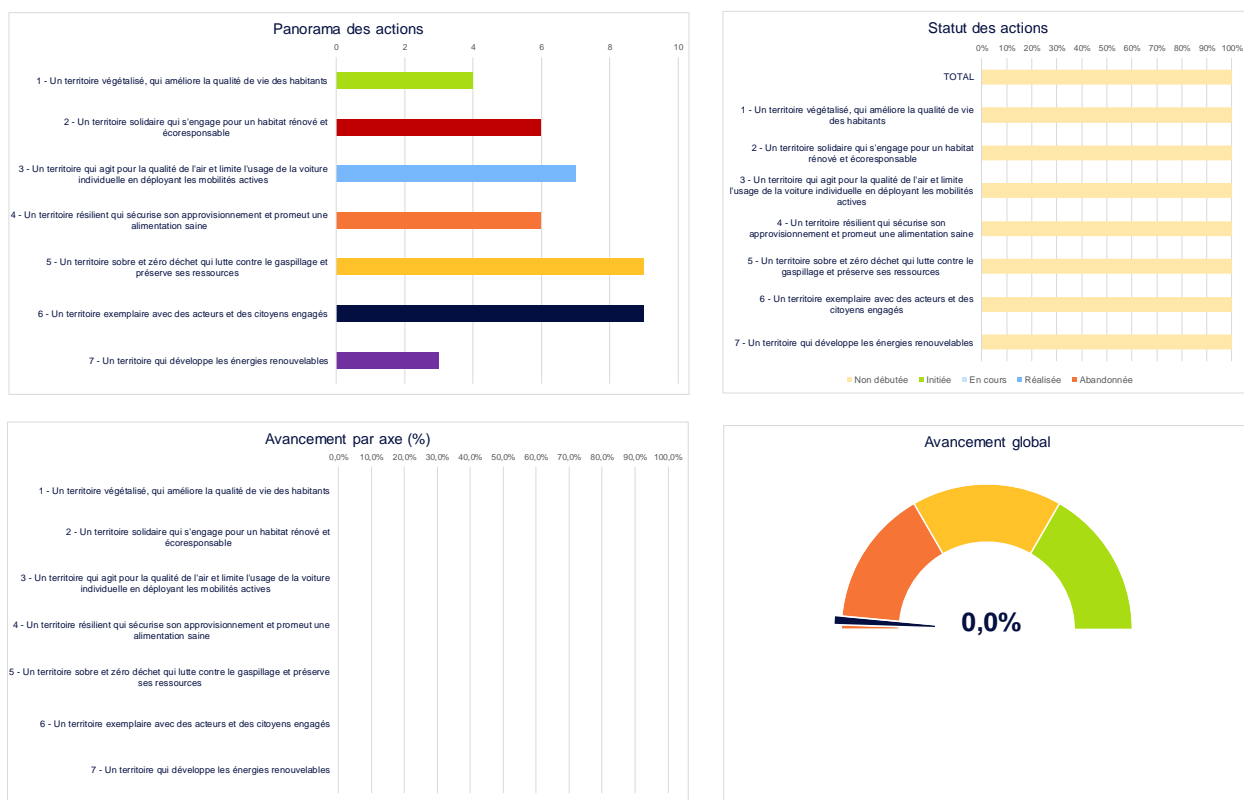 Panorama des actions
0 2 4 6 8 10
1 - Un territoire végétalisé, qui améliore la qualité de vie des habitants
2 - Un territoire solidaire qui s'engage pour un habitat rénové et
écoresponsable
3 - Un territoire qui agit pour la qualité de l'air et limite l'usage de la voiture
individuelle en déployant les mobilités actives
4 - Un territoire résilient qui sécurise son approvisionnement et promeut une
alimentation saine
5 - Un territoire sobre et zéro déchet qui lutte contre le gaspillage et
préserve ses ressources
6 - Un territoire exemplaire avec des acteurs et des citoyens engagés
7 - Un territoire qui développe les énergies renouvelables
Statut des actions
0% 10% 20% 30% 40% 50% 60% 70% 80% 90% 100%
TOTAL
1 - Un territoire végétalisé, qui améliore la qualité de vie
des habitants
2 - Un territoire solidaire qui s'engage pour un habitat
rénové et écoresponsable
3 - Un territoire qui agit pour la qualité de l'air et limite
l'usage de la voiture individuelle en déployant les mobilités
actives
4 - Un territoire résilient qui sécurise son
approvisionnement et promeut une alimentation saine
5 - Un territoire sobre et zéro déchet qui lutte contre le
gaspillage et préserve ses ressources
6 - Un territoire exemplaire avec des acteurs et des
citoyens engagés
7 - Un territoire qui développe les énergies renouvelables
Non débutée Initiée En cours Réalisée Abandonnée
Avancement par axe (%)
0,0% 10,0% 20,0% 30,0% 40,0% 50,0% 60,0% 70,0% 80,0% 90,0% 100,0%
1 - Un territoire végétalisé, qui améliore la qualité de vie des habitants
2 - Un territoire solidaire qui s'engage pour un habitat rénové et
écoresponsable
3 - Un territoire qui agit pour la qualité de l'air et limite l'usage de la voiture
individuelle en déployant les mobilités actives
4 - Un territoire résilient qui sécurise son approvisionnement et promeut une
alimentation saine
5 - Un territoire sobre et zéro déchet qui lutte contre le gaspillage et préserve
ses ressources
6 - Un territoire exemplaire avec des acteurs et des citoyens engagés
7 - Un territoire qui développe les énergies renouvelables
Avancement global
0,0%